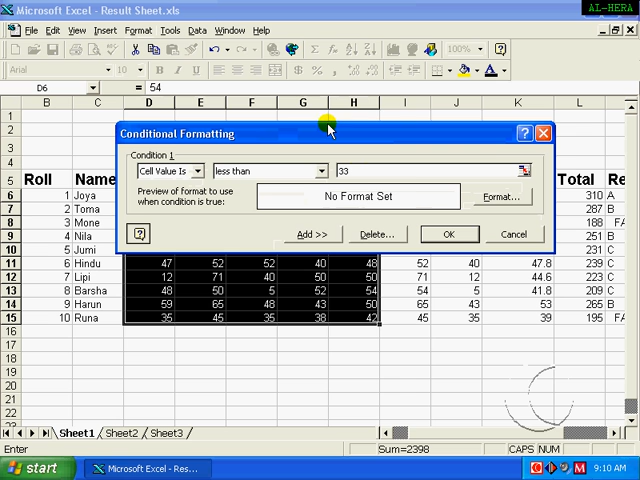 AL-HERA
Microsoft Excel - Result Sheet.xls
File Edit View Insert Format Tools Data Window Help
100%
Arial 10 B I U $ % ,
D6 = 54
B C D E F G H I J K L
1
2
3
4
5 Roll Name Total Re
6 1 Joya 310 A
7 2 Toma 287 B
8 3 Mone 188 FA
9 4 Nila 251 B
10 5 Jumi 231 C
11 6 Hindu 47 52 52 40 48 52 40 47.8 239 C
12 7 Lipi 12 71 40 50 50 71 12 44.6 223 C
13 8 Barsha 48 50 5 52 54 54 5 41.8 209 C
14 9 Harun 59 65 48 43 50 65 43 53 265 B
15 10 Runa 35 45 35 38 42 45 35 39 195 FA
16
17
18
19
20
21
22
23
Conditional Formatting
Condition 1
Cell Value Is less than 33
Preview of format to use
when condition is true:
No Format Set
Format...
Add >> Delete... OK Cancel
Sheet1 Sheet2 Sheet3
Enter Sum=2398 CAPS NUM
start Microsoft Excel - Res... 9:10 AM